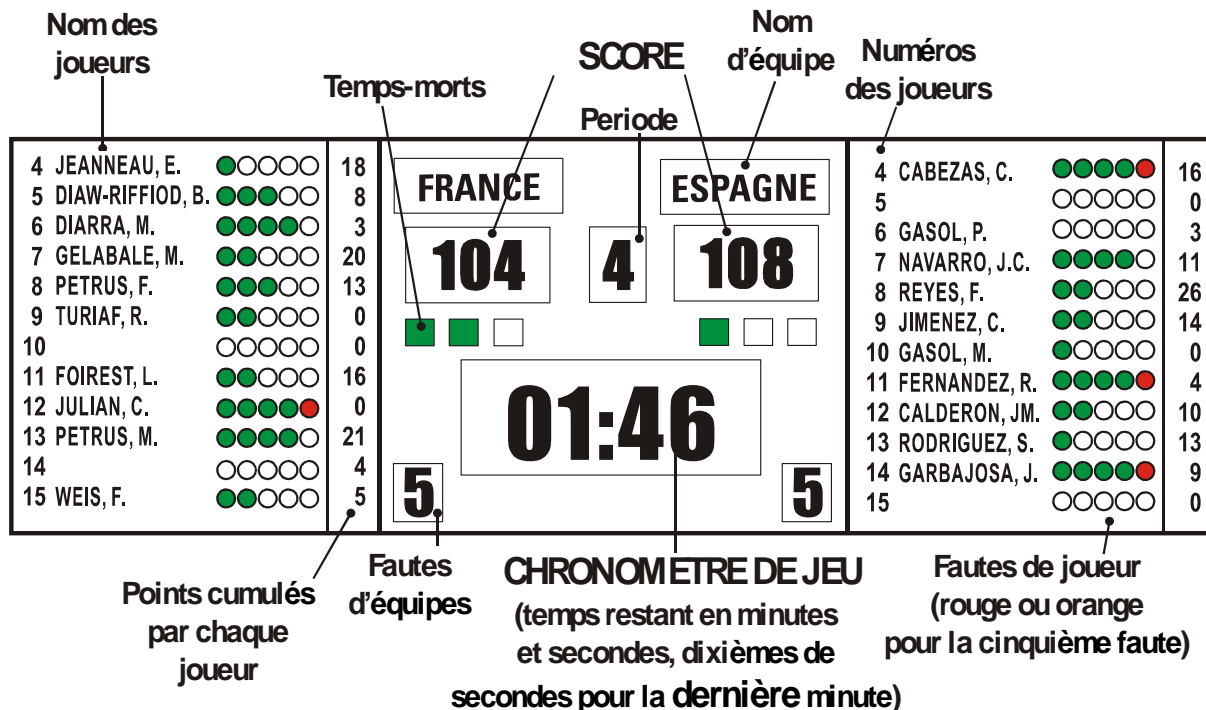 Nom des
joueurs
Temps-morts
SCORE
Periode
Nom
d'équipe
Numéros
des joueurs
4 JEANNEAU, E. 18
5 DIAW-RIFFIOD, B. 8
6 DIARRA, M. 3
7 GELABALE, M. 20
8 PETRUS, F. 13
9 TURIAF, R. 0
10 0
11 FOIREST, L. 16
12 JULIAN, C. 0
13 PETRUS, M. 21
14 4
15 WEIS, F. 5
FRANCE
ESPAGNE
104
4
108
01:46
5
5
4 CABEZAS, C. 16
5 0
6 GASOL, P. 3
7 NAVARRO, J.C. 11
8 REYES, F. 26
9 JIMENEZ, C. 14
10 GASOL, M. 0
11 FERNANDEZ, R. 4
12 CALDERON, JM. 10
13 RODRIGUEZ, S. 13
14 GARBAJOSA, J. 9
15 0
Points cumulés
par chaque
joueur
Fautes
d'équipes
CHRONOMETRE DE JEU
(temps restant en minutes
et secondes, dixièmes de
secondes pour la dernière minute)
Fautes de joueur
(rouge ou orange
pour la cinquième faute)